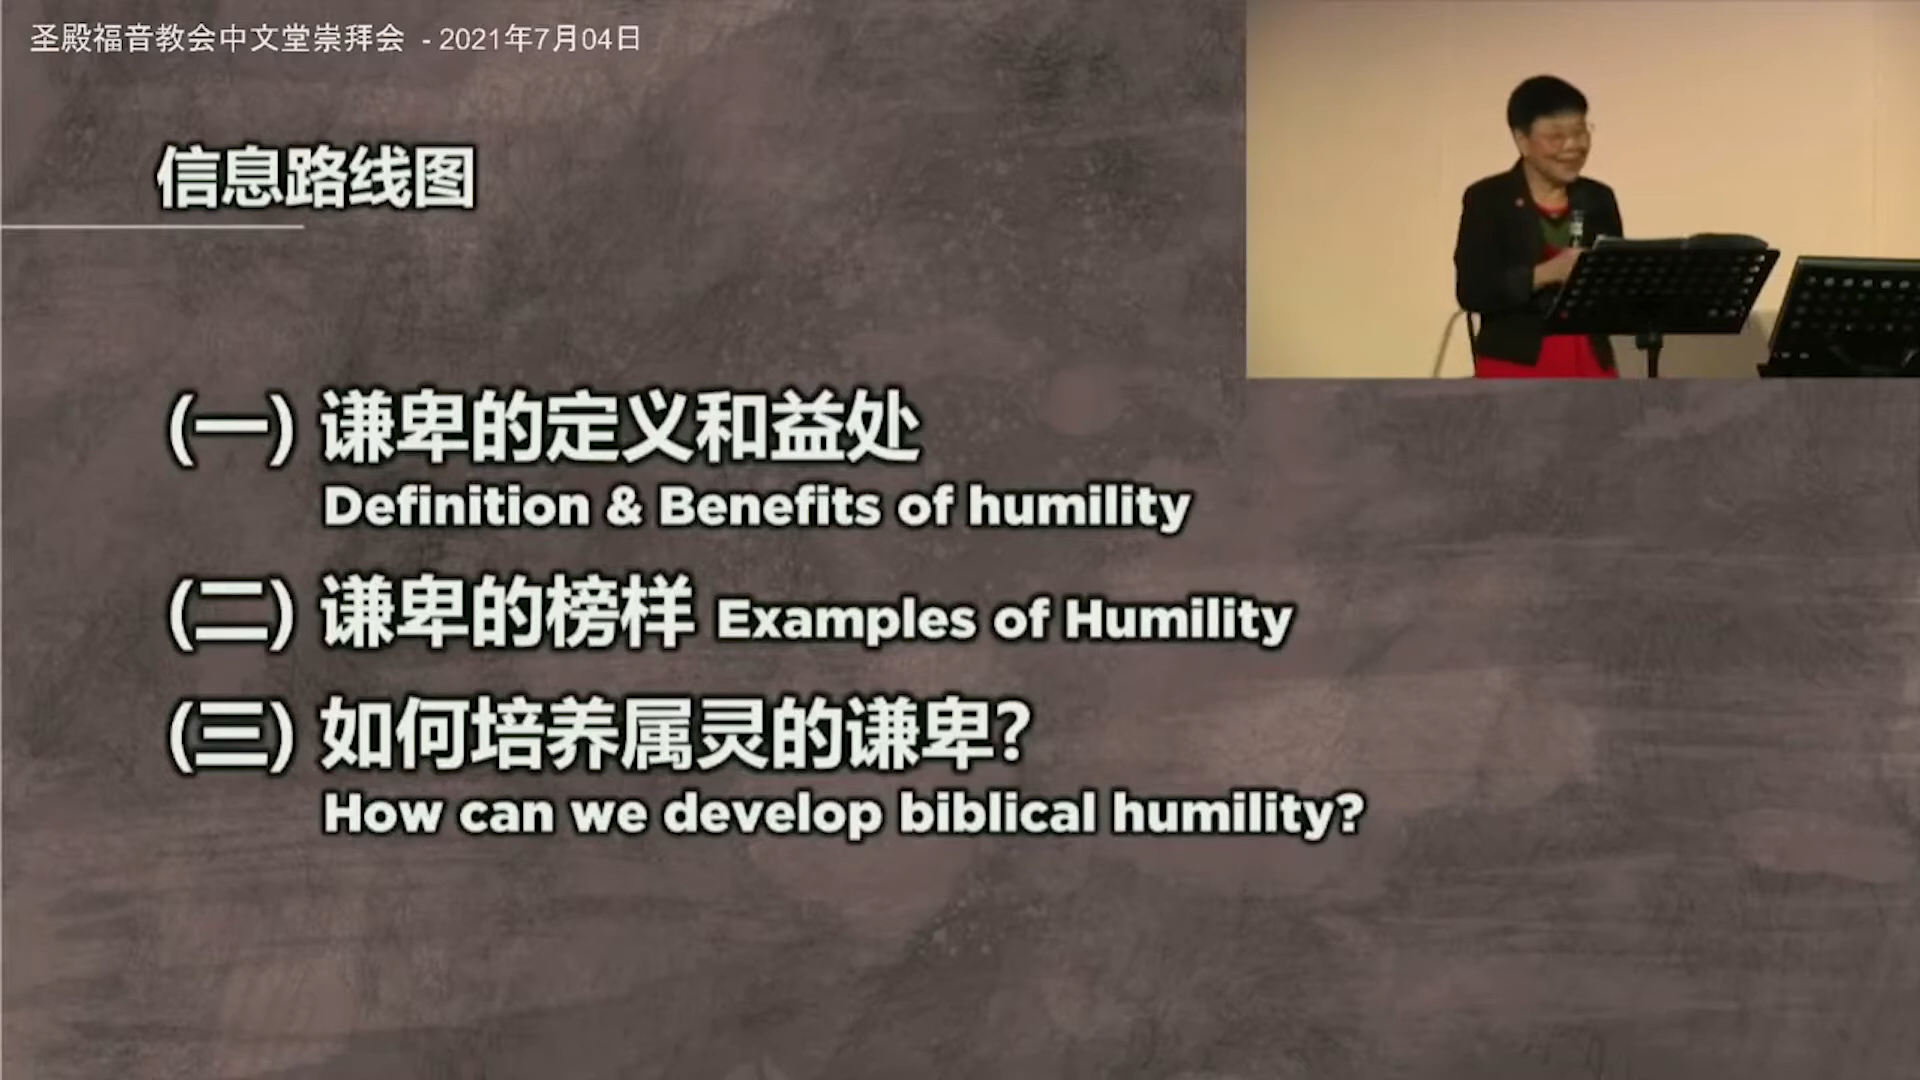 圣殿福音教会中文堂崇拜会 - 2021年7月04日
信息路线图
(一) 谦卑的定义和益处
Definition & Benefits of humility
(二) 谦卑的榜样 Examples of Humility
(三) 如何培养属灵的谦卑?
How can we develop biblical humility?